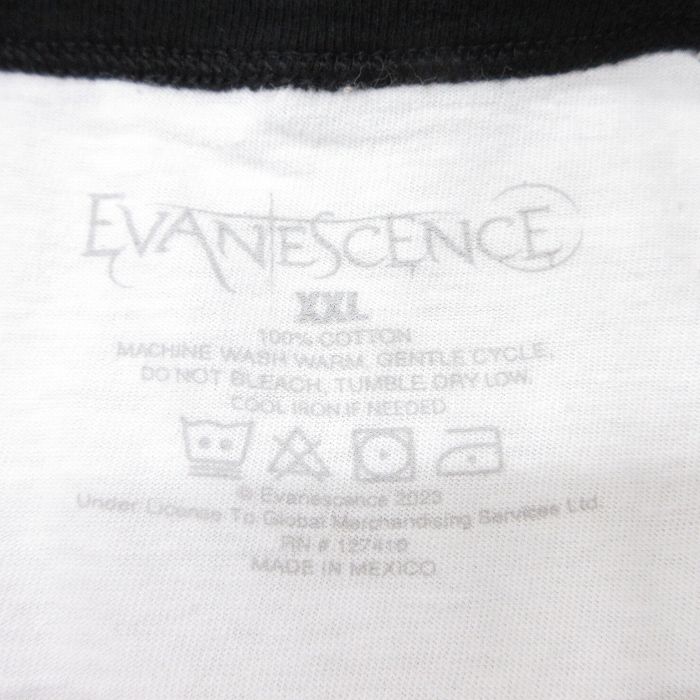 EVANESCENCE
XXL
100% COTTON
MACHINE WASH WARM, GENTLE CYCLE,
DO NOT BLEACH, TUMBLE DRY LOW,
COOL IRON IF NEEDED
© Evanescence 2023
Under License To Global Merchandising Services Ltd.
RN # 127410
MADE IN MEXICO